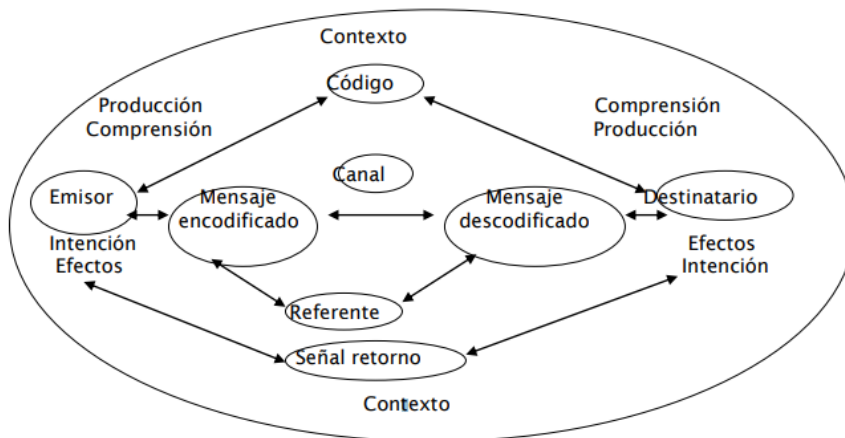 Contexto
Código
Producción
Comprensión
Comprensión
Producción
Canal
Emisor
Mensaje
encodificado
Mensaje
descodificado
Destinatario
Intención
Efectos
Efectos
Intención
Referente
Señal retorno
Contexto